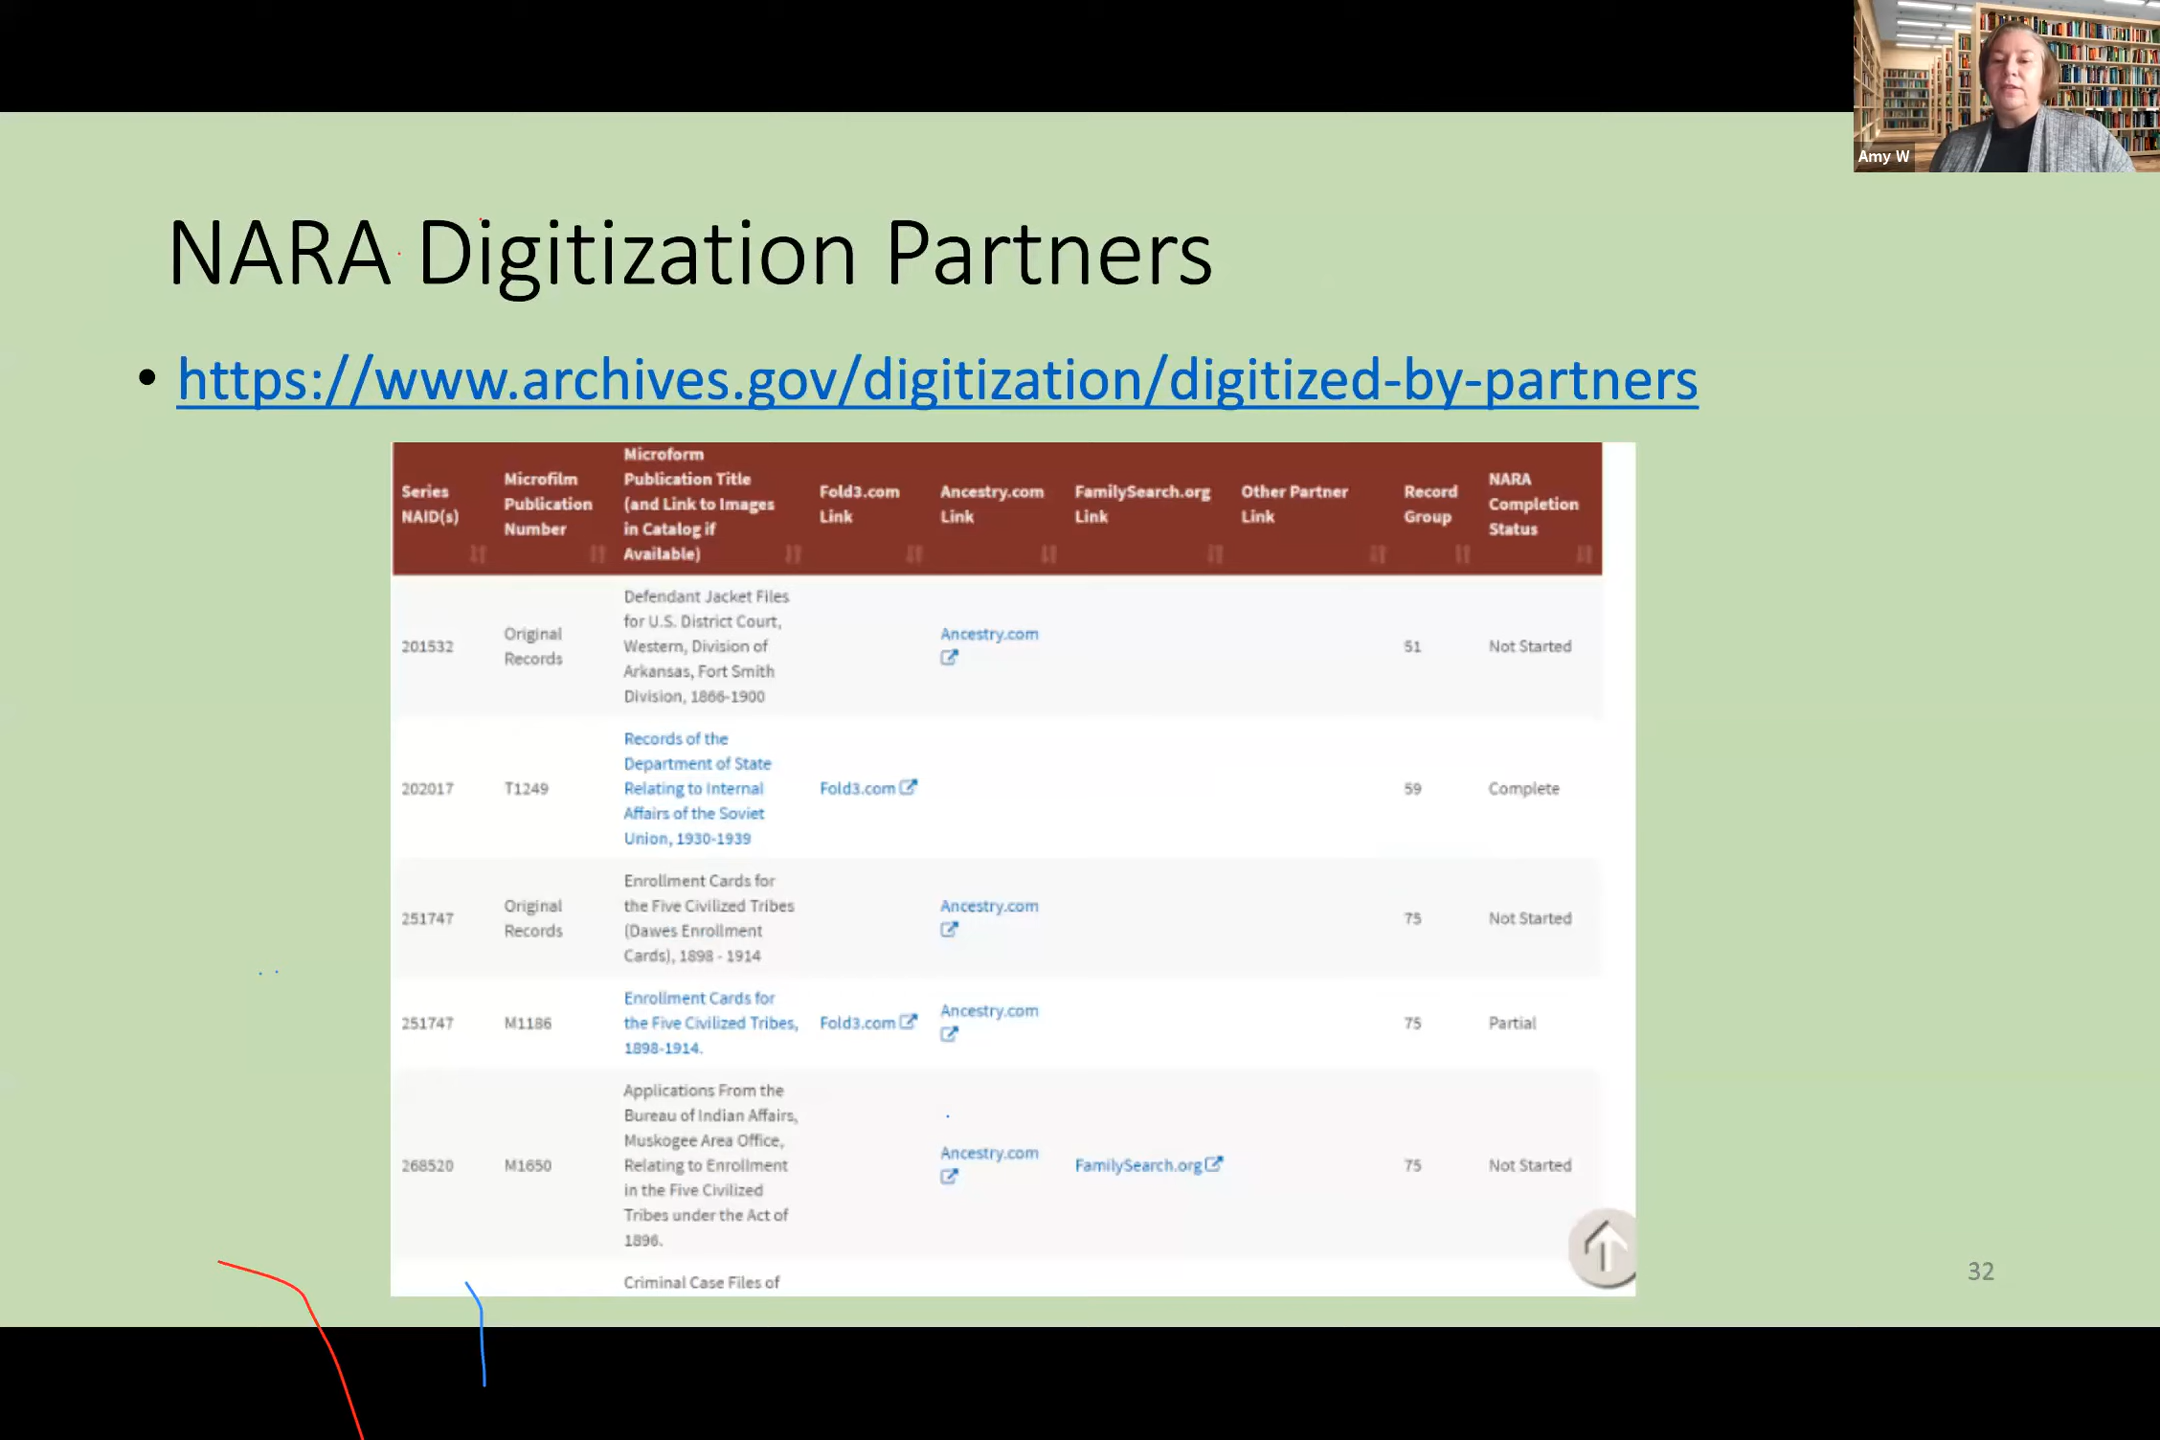 Amy W
NARA Digitization Partners
• https://www.archives.gov/digitization/digitized-by-partners
Series
NAID(s)
Microfilm
Publication
Number
Microform
Publication Title
(and Link to Images
in Catalog if
Available)
Fold3.com
Link
Ancestry.com
Link
FamilySearch.org
Link
Other Partner
Link
Record
Group
NARA
Completion
Status
201532
Original
Records
Defendant Jacket Files
for U.S. District Court,
Western, Division of
Arkansas, Fort Smith
Division, 1866-1900
Ancestry.com
51
Not Started
202017
T1249
Records of the
Department of State
Relating to Internal
Affairs of the Soviet
Union, 1930-1939
Fold3.com
59
Complete
251747
Original
Records
Enrollment Cards for
the Five Civilized Tribes
(Dawes Enrollment
Cards), 1898 - 1914
Ancestry.com
75
Not Started
251747
M1186
Enrollment Cards for
the Five Civilized Tribes,
1898-1914.
Fold3.com
Ancestry.com
75
Partial
268520
M1650
Applications From the
Bureau of Indian Affairs,
Muskogee Area Office,
Relating to Enrollment
in the Five Civilized
Tribes under the Act of
1896.
Ancestry.com
FamilySearch.org
75
Not Started
Criminal Case Files of
32